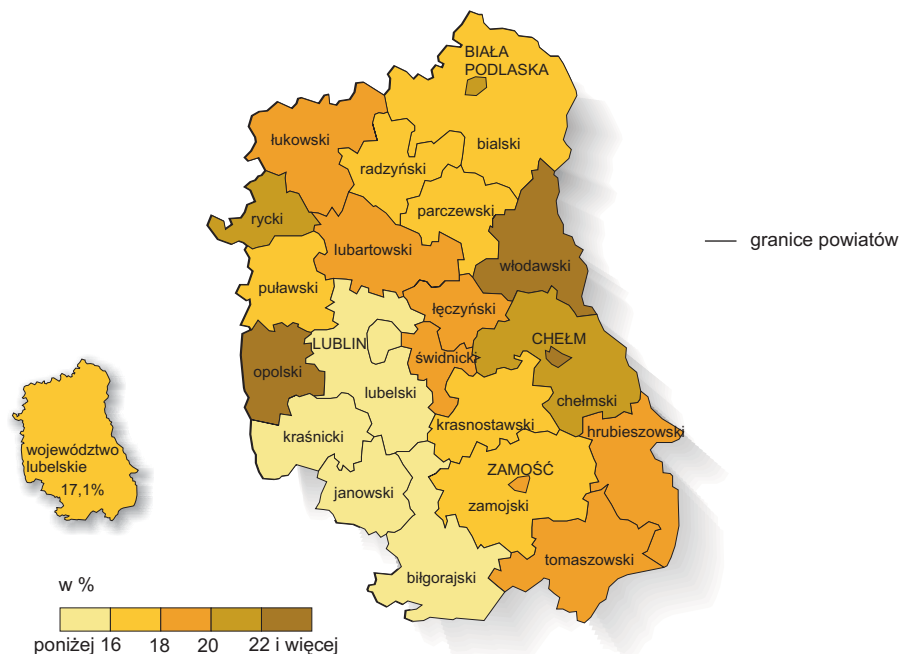 BIAŁA
PODLASKA
łukowski
bialski
radzyński
rycki
parczewski
lubartowski
granice powiatów
włodawski
puławski
łęczyński
LUBLIN
CHEŁM
świdnicki
opolski
lubelski
chełmski
krasnostawski
hrubieszowski
kraśnicki
województwo
lubelskie
17,1%
ZAMOŚĆ
janowski
zamojski
tomaszowski
biłgorajski
w %
poniżej 16 18 20 22 i więcej